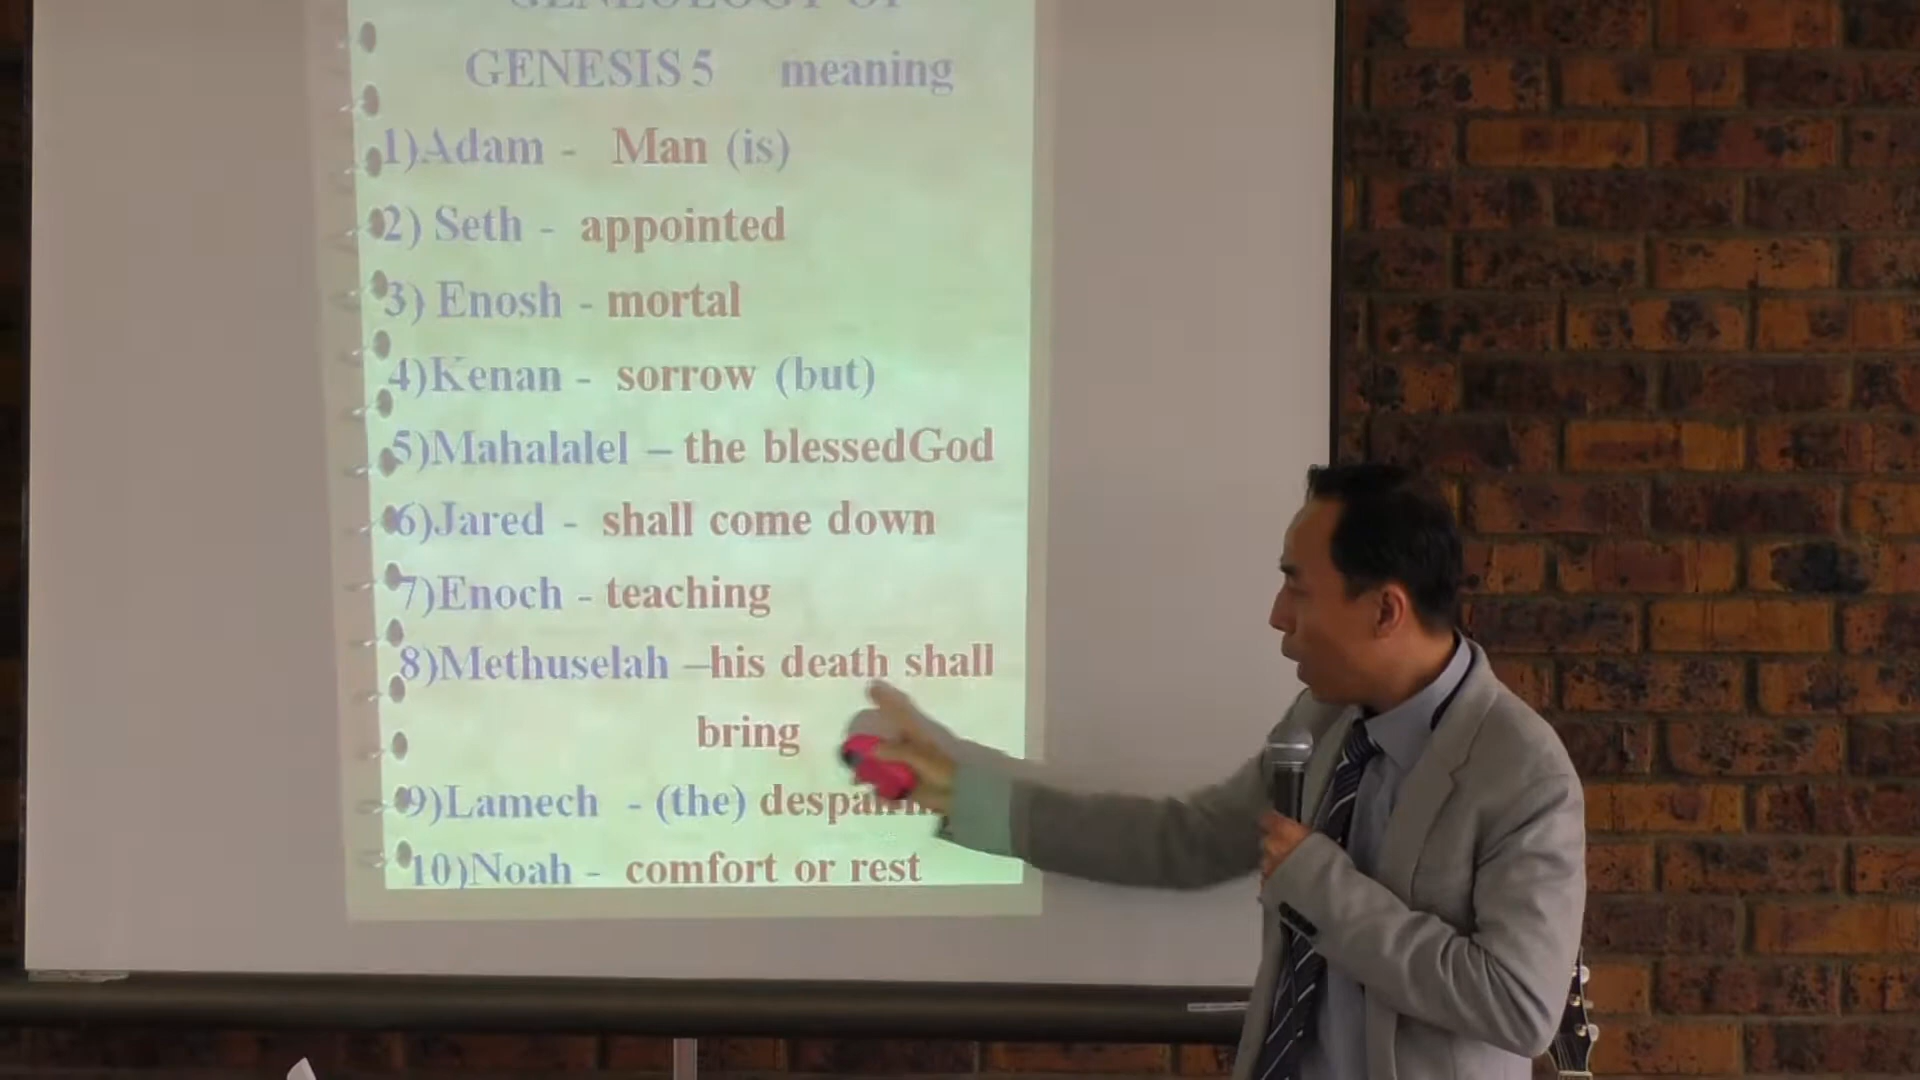 GENEOLOGY OF
GENESIS 5 meaning
1)Adam - Man (is)
2) Seth - appointed
3) Enosh - mortal
4)Kenan - sorrow (but)
5)Mahalalel – the blessedGod
6)Jared - shall come down
7)Enoch - teaching
8)Methuselah –his death shall
bring
9)Lamech - (the)
10)Noah - comfort or rest